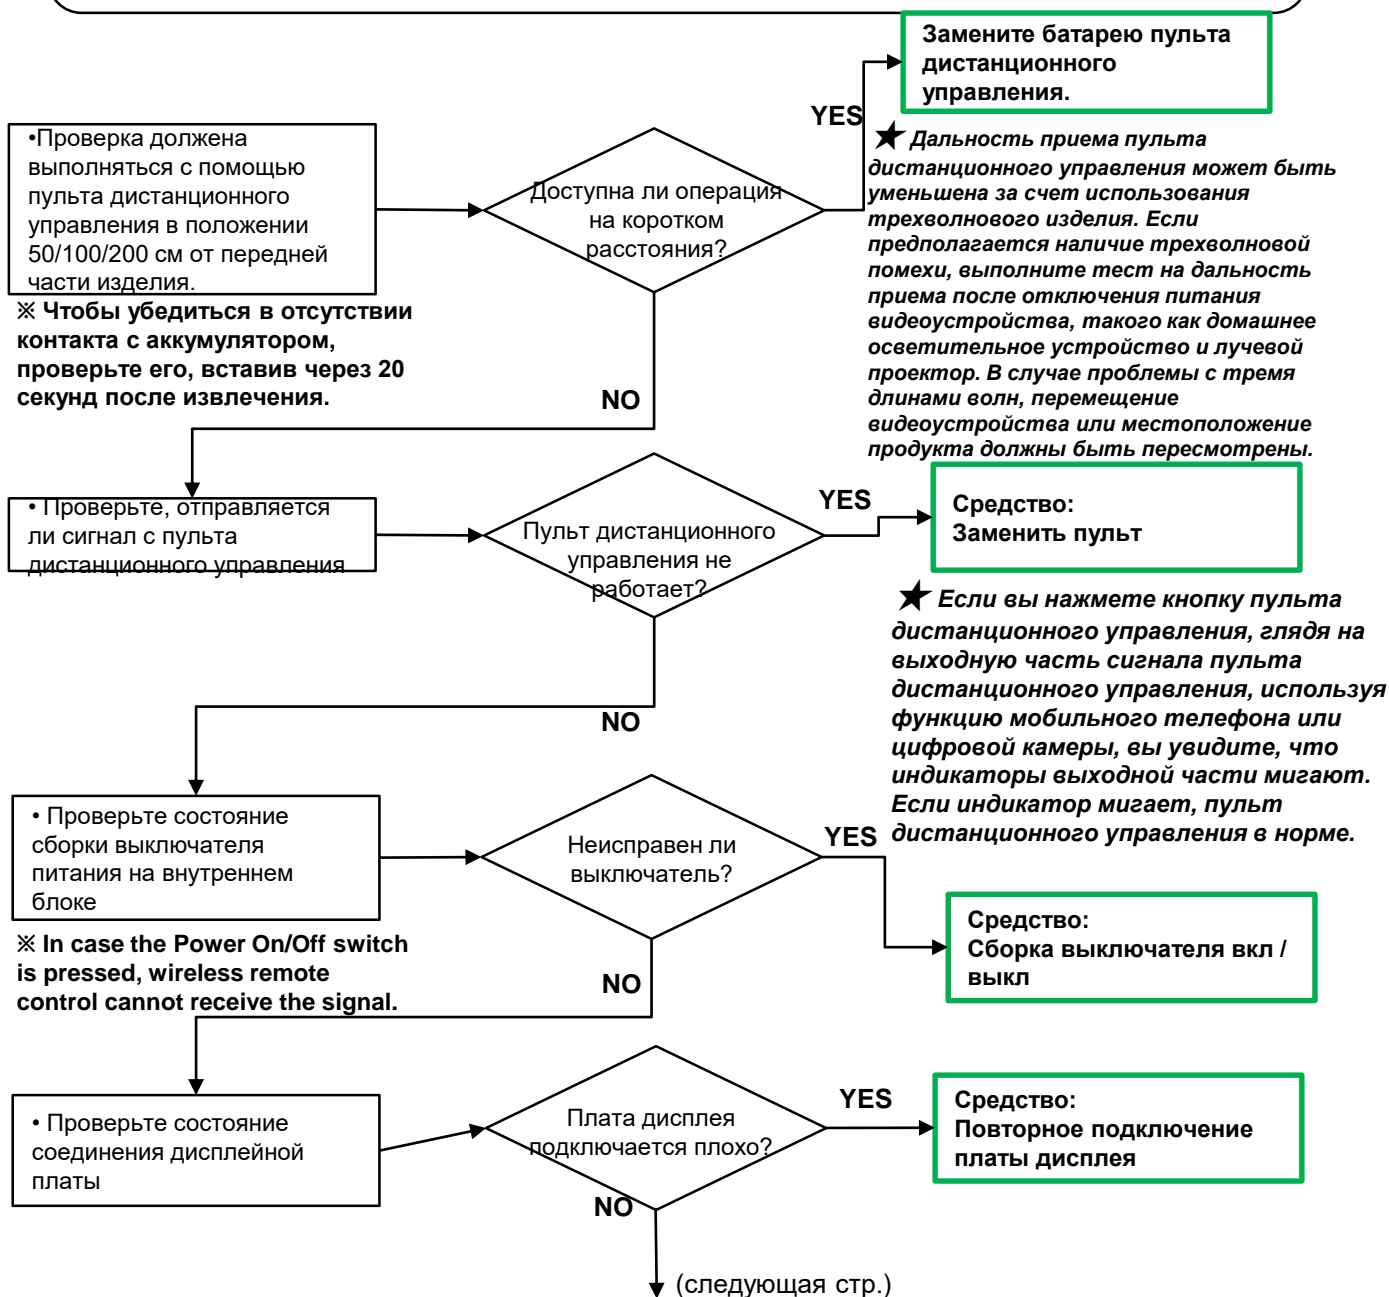 Замените батарею пульта
дистанционного
управления.
YES
•Проверка должена
выполняться с помощью
пульта дистанционного
управления в положении
50/100/200 см от передней
части изделия.
Доступна ли операция
на коротком
расстояния?
★ Дальность приема пульта
дистанционного управления может быть
уменьшена за счет использования
трехволнового изделия. Если
предполагается наличие трехволновой
помехи, выполните тест на дальность
приема после отключения питания
видеоустройства, такого как домашнее
осветительное устройство и лучевой
проектор. В случае проблемы с тремя
длинами волн, перемещение
видеоустройства или местоположение
продукта должны быть пересмотрены.
※ Чтобы убедиться в отсутствии
контакта с аккумулятором,
проверьте его, вставив через 20
секунд после извлечения.
NO
• Проверьте, отправляется
ли сигнал с пульта
дистанционного управления
Пульт дистанционного
управления не
работает?
YES
Средство:
Заменить пульт
★ Если вы нажмете кнопку пульта
дистанционного управления, глядя на
выходную часть сигнала пульта
дистанционного управления, используя
функцию мобильного телефона или
цифровой камеры, вы увидите, что
индикаторы выходной части мигают.
Если индикатор мигает, пульт
дистанционного управления в норме.
NO
• Проверьте состояние
сборки выключателя
питания на внутреннем
блоке
Неисправен ли
выключатель?
YES
Средство:
Сборка выключателя вкл /
выкл
※ In case the Power On/Off switch
is pressed, wireless remote
control cannot receive the signal.
NO
• Проверьте состояние
соединения дисплейной
платы
Плата дисплея
подключается плохо?
YES
Средство:
Повторное подключение
платы дисплея
NO
(следующая стр.)